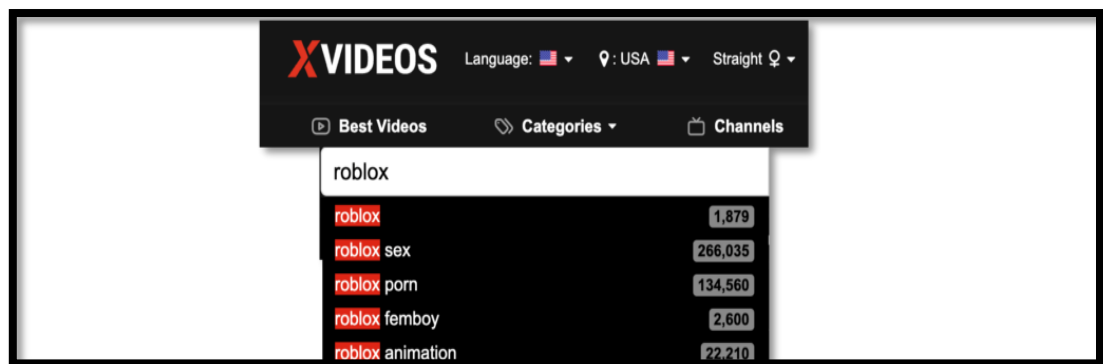 XVIDEOS Language: : USA Straight ♀
Best Videos Categories Channels
roblox
roblox 1,879
roblox sex 266,035
roblox porn 134,560
roblox femboy 2,600
roblox animation 22,210